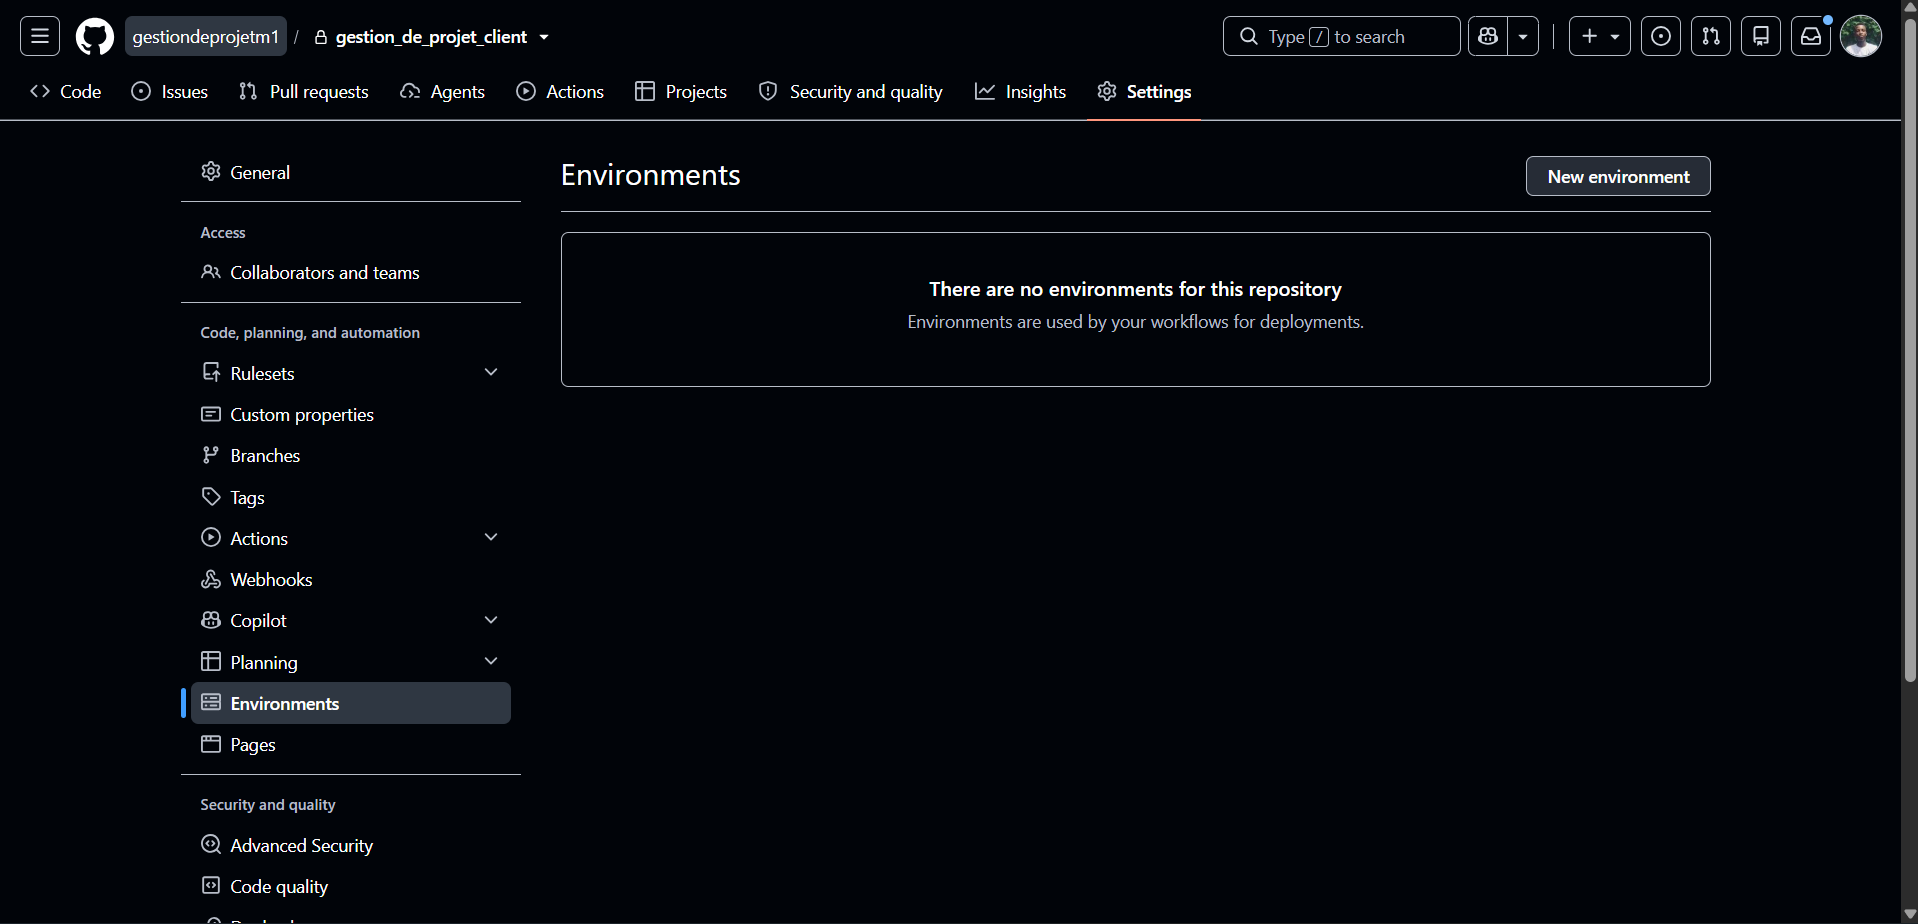 gestiondeprojetm1 / gestion_de_projet_client
Type / to search
Code Issues Pull requests Agents Actions Projects Security and quality Insights Settings
General
Access
Collaborators and teams
Code, planning, and automation
Rulesets
Custom properties
Branches
Tags
Actions
Webhooks
Copilot
Planning
Environments
Pages
Security and quality
Advanced Security
Code quality
Environments
New environment
There are no environments for this repository
Environments are used by your workflows for deployments.